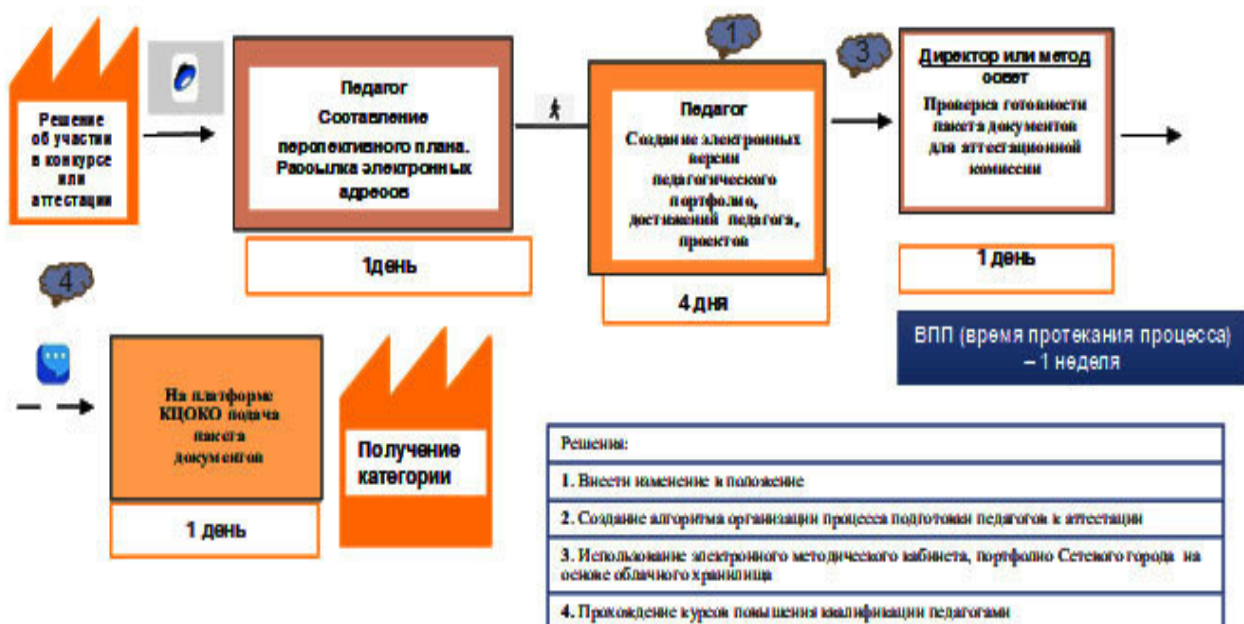 Решение
об участии
в конкурсе
или
аттестации
Педагог
Составление
перспективного плана.
Рассылка электронных
адресов
1день
1
Педагог
Создание электронных
версии
педагогического
портфолио,
достижений педагога,
проектов
4 дня
3
Директор или метод
совет
Проверка готовности
пакета документов
для аттестационной
комиссии
1 день
ВПП (время протекания процесса)
– 1 неделя
4
На платформе
КЦОКО подача
пакета
документов
1 день
Получение
категории
Решения:
1. Внести изменение в положение
2. Создание алгоритма организации процесса подготовки педагогов к аттестации
3. Использование электронного методического кабинета, портфолио Сетевого города на
основе облачного хранилища
4. Прохождение курсов повышения квалификации педагогами